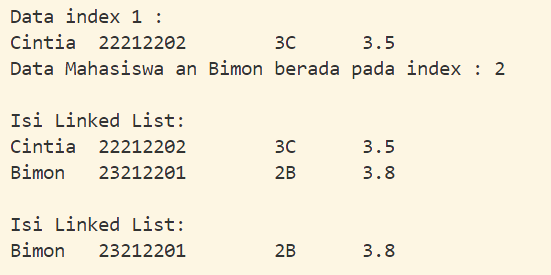 Data index 1 :
Cintia  22212202        3C      3.5
Data Mahasiswa an Bimon berada pada index : 2

Isi Linked List:
Cintia  22212202        3C      3.5
Bimon   23212201        2B      3.8

Isi Linked List:
Bimon   23212201        2B      3.8